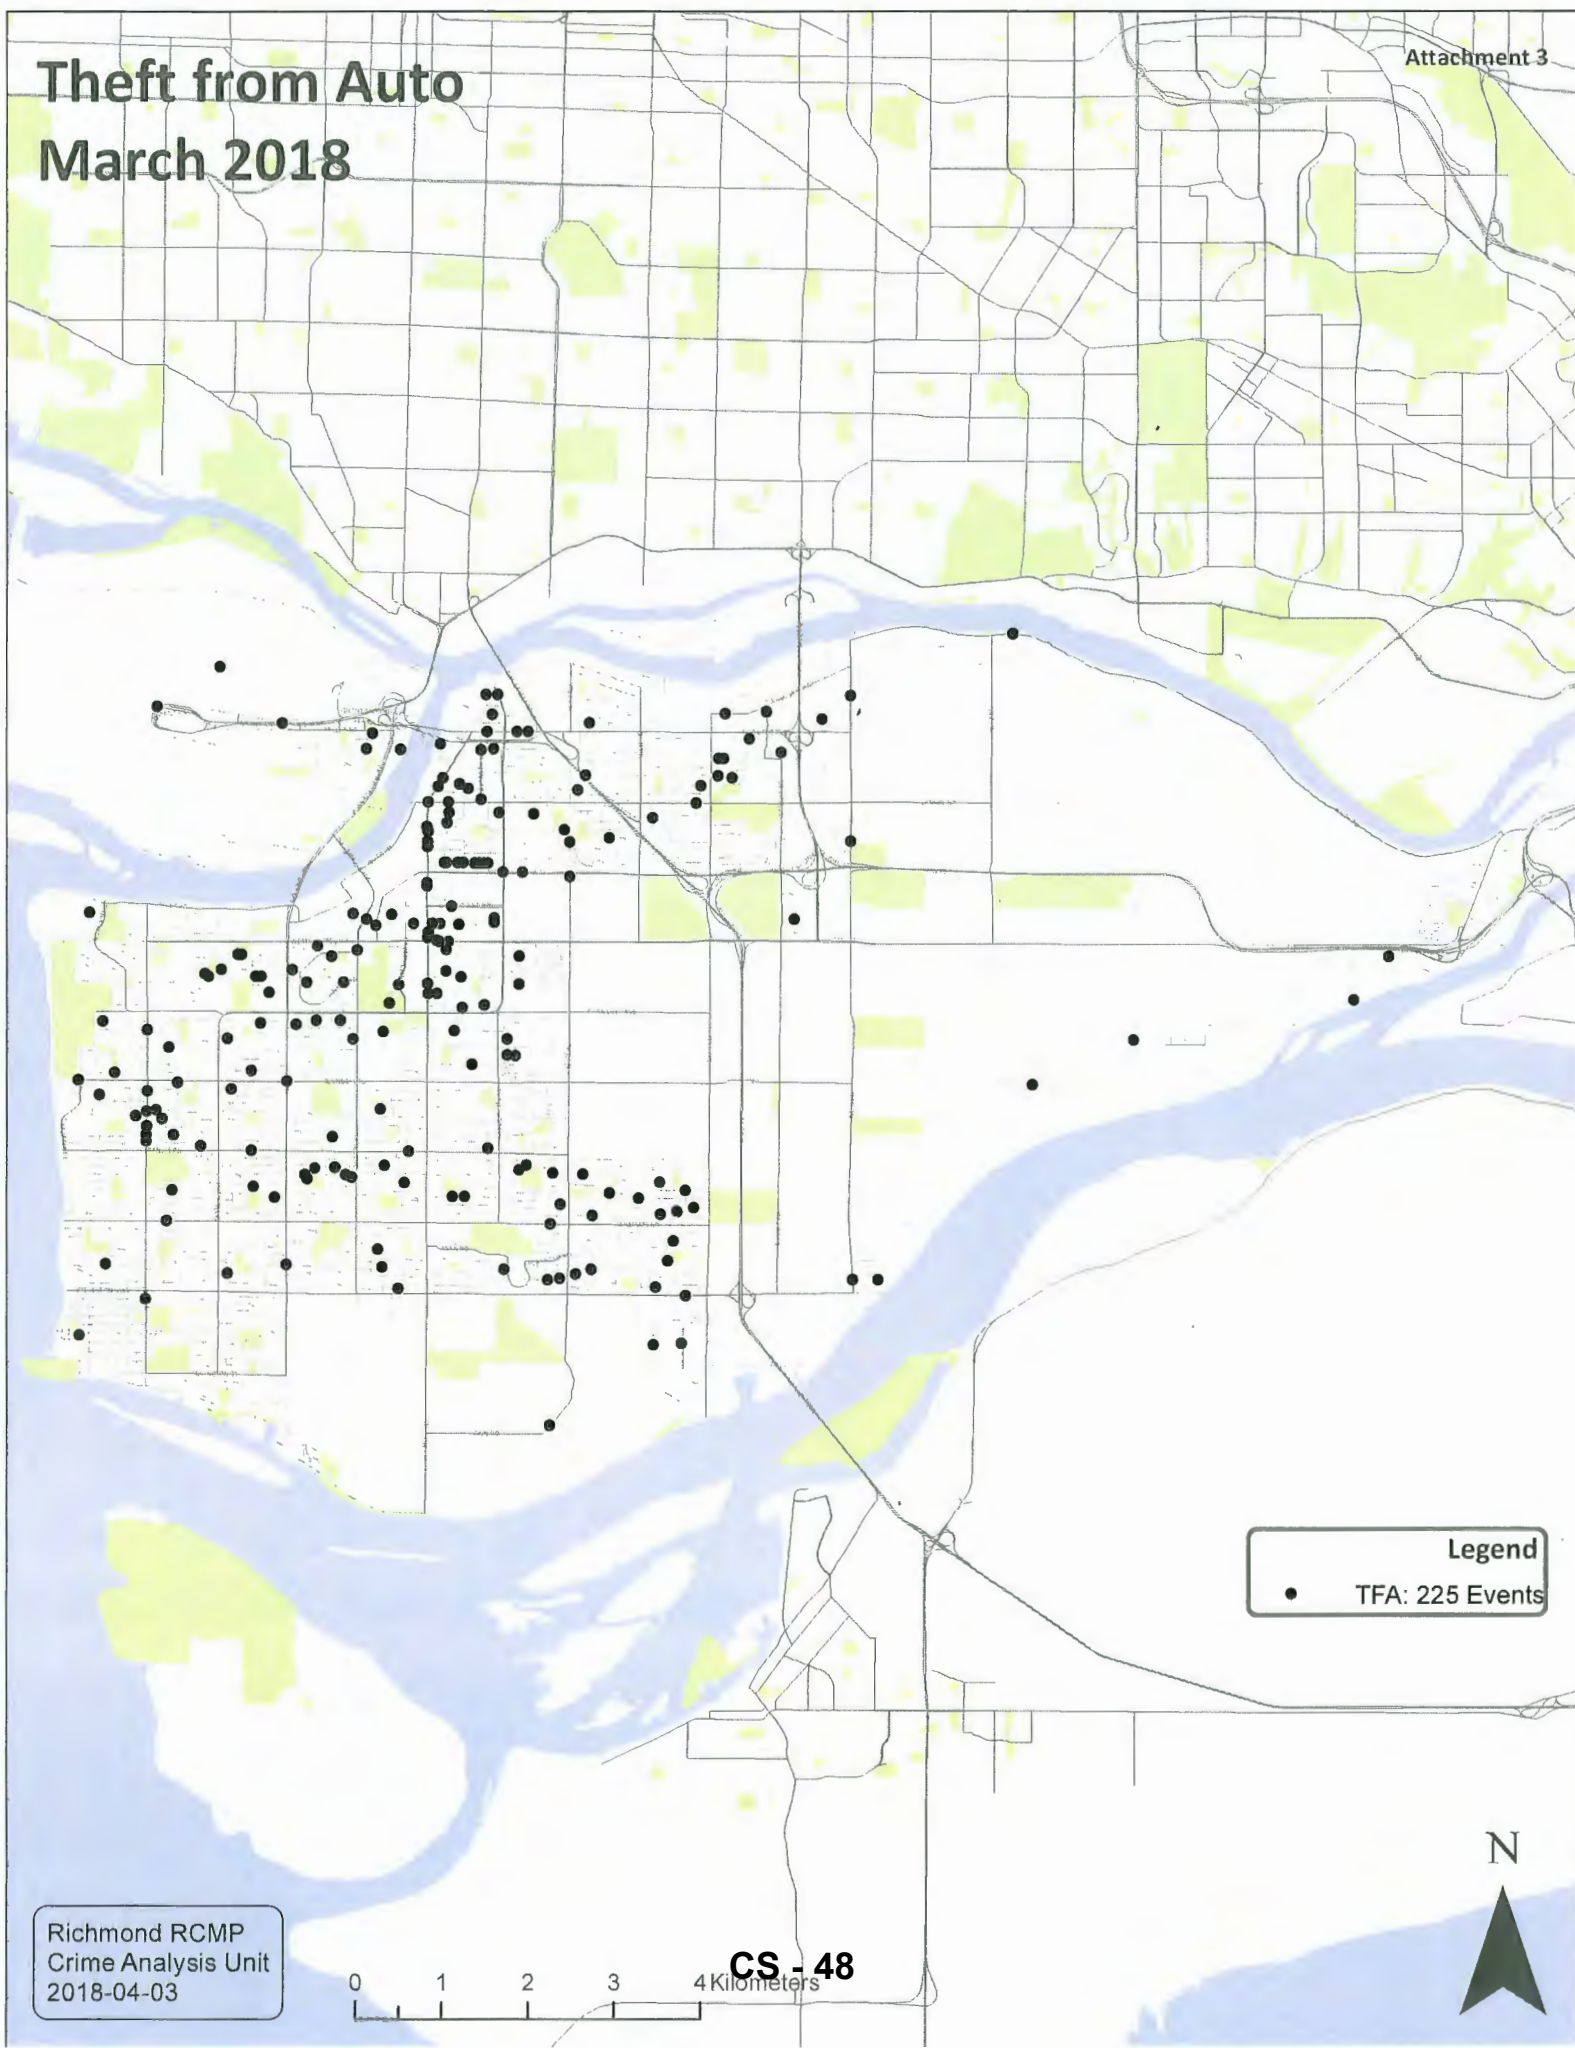 Attachment 3
Theft from Auto
March 2018
Legend
TFA: 225 Events
N
Richmond RCMP
Crime Analysis Unit
2018-04-03
0 1 2 3 4 Kilometers
CS - 48